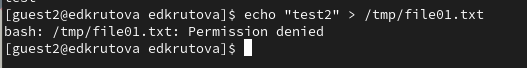 [guest2@edkrutova edkrutova]$ echo "test2" > /tmp/file01.txt
bash: /tmp/file01.txt: Permission denied
[guest2@edkrutova edkrutova]$